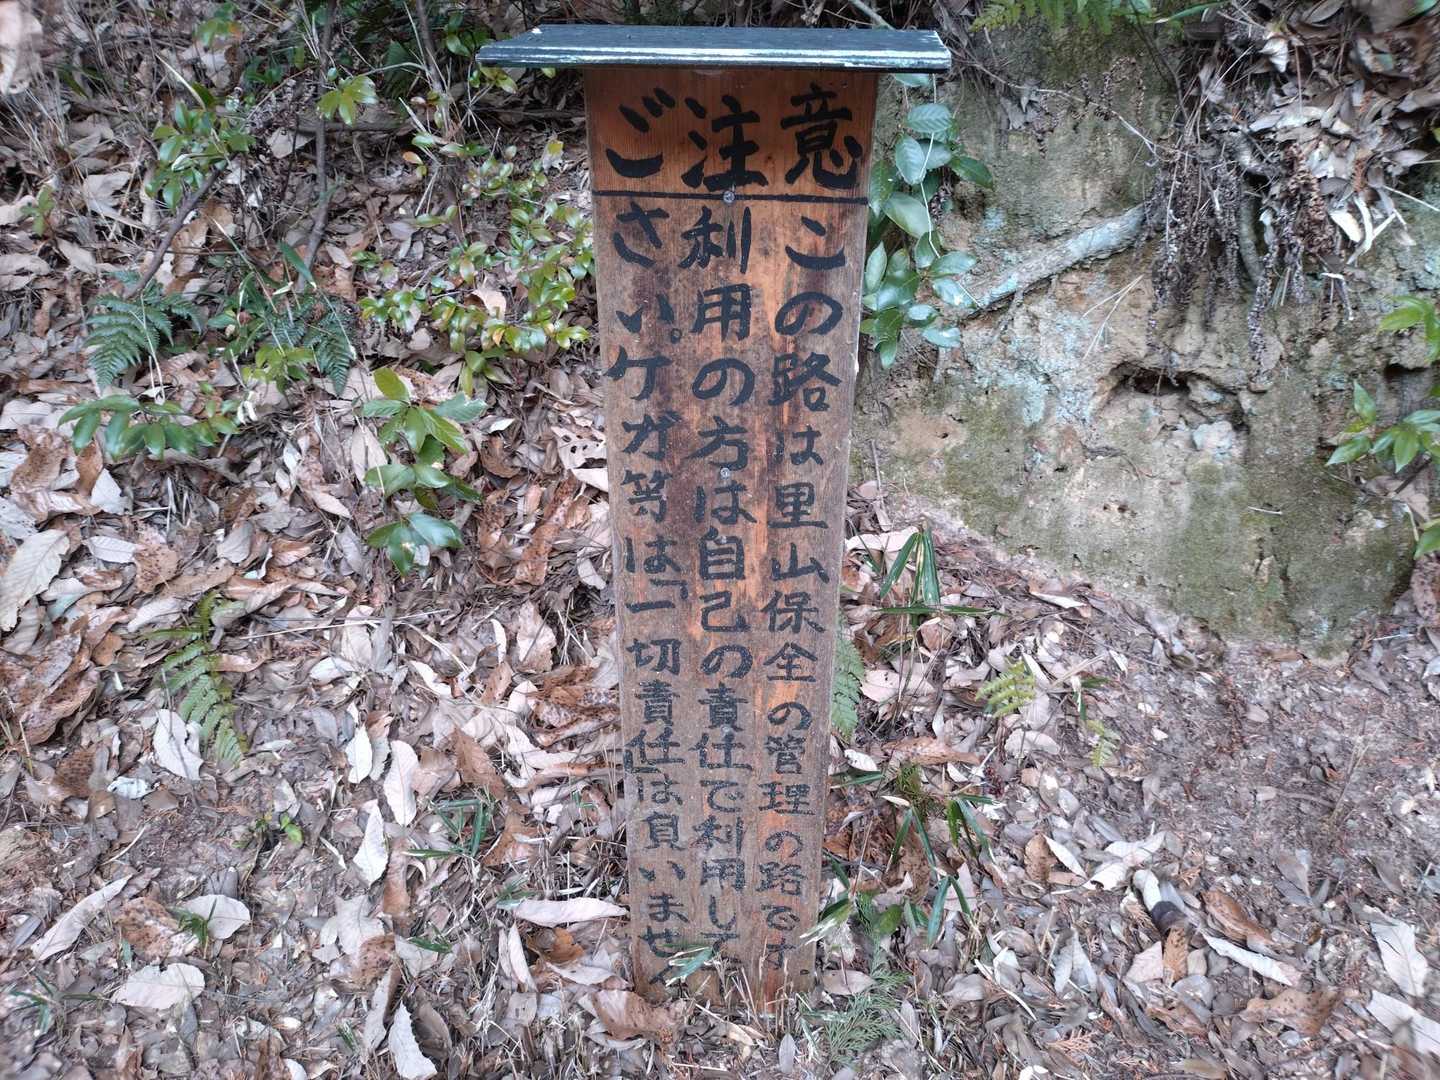 ご注意
この路は里山保全の管理の路です。
利用の方は自己の責任で利用して
さい。ケガ等は「一切責任」は負いません